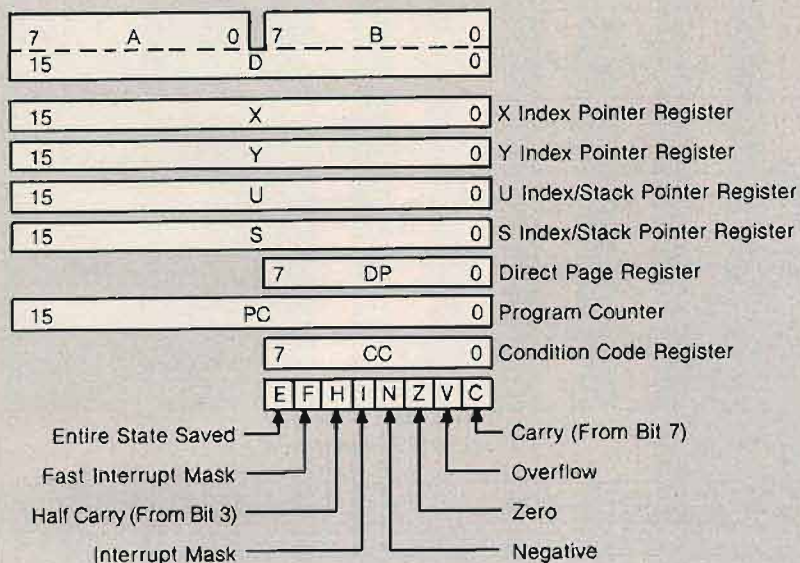 7 A 0 7 B 0
15 D 0
15 X 0 X Index Pointer Register
15 Y 0 Y Index Pointer Register
15 U 0 U Index/Stack Pointer Register
15 S 0 S Index/Stack Pointer Register
7 DP 0 Direct Page Register
15 PC 0 Program Counter
7 CC 0 Condition Code Register
E F H I N Z V C
Entire State Saved Carry (From Bit 7)
Fast Interrupt Mask Overflow
Half Carry (From Bit 3) Zero
Interrupt Mask Negative